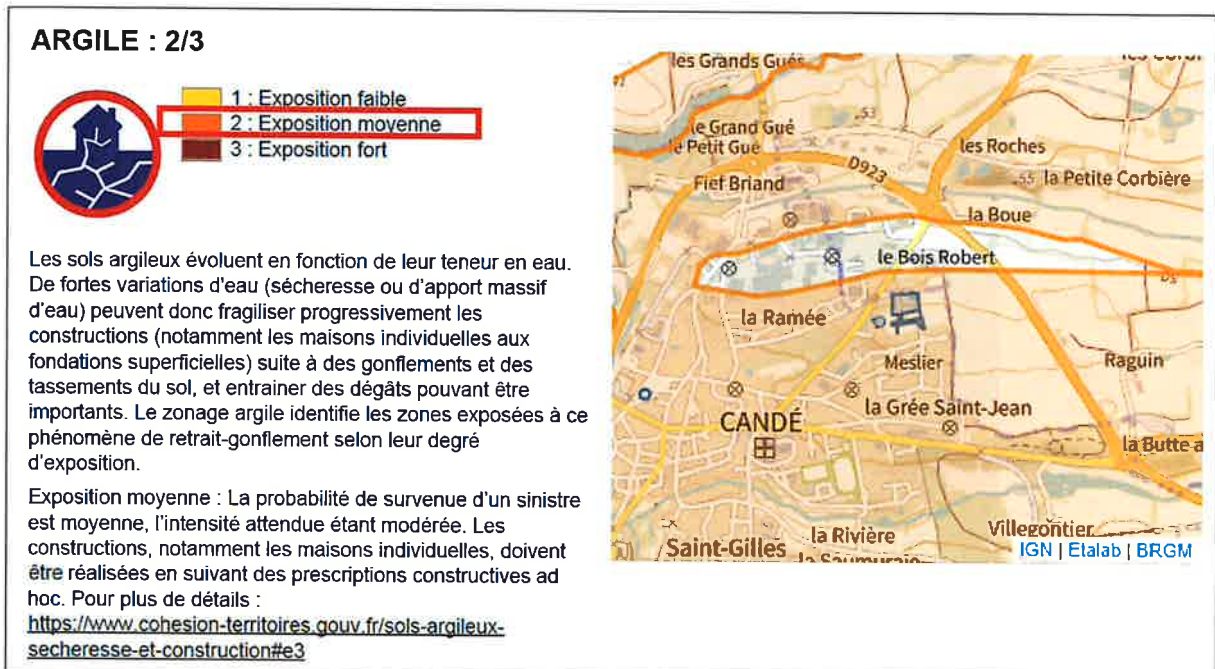 ARGILE : 2/3
1 : Exposition faible
2 : Exposition moyenne
3 : Exposition fort
Les sols argileux évoluent en fonction de leur teneur en eau.
De fortes variations d'eau (sécheresse ou d'apport massif
d'eau) peuvent donc fragiliser progressivement les
constructions (notamment les maisons individuelles aux
fondations superficielles) suite à des gonflements et des
tassements du sol, et entrainer des dégâts pouvant être
importants. Le zonage argile identifie les zones exposées à ce
phénomène de retrait-gonflement selon leur degré
d'exposition.
Exposition moyenne : La probabilité de survenue d'un sinistre
est moyenne, l'intensité attendue étant modérée. Les
constructions, notamment les maisons individuelles, doivent
être réalisées en suivant des prescriptions constructives ad
hoc. Pour plus de détails :
https://www.cohesion-territoires.gouv.fr/sols-argileux-
secheresse-et-construction#e3
les Grands Gués
53
le Grand Gué
le Petit Gué
les Roches
D923
Fief Briand
55
la Petite Corbière
la Boue
le Bois Robert
la Ramée
Meslier
Raguin
la Grée Saint-Jean
CANDÉ
la Butte a
la Rivière
Villegontier
Saint-Gilles
la Saumuraie
IGN | Etalab | BRGM